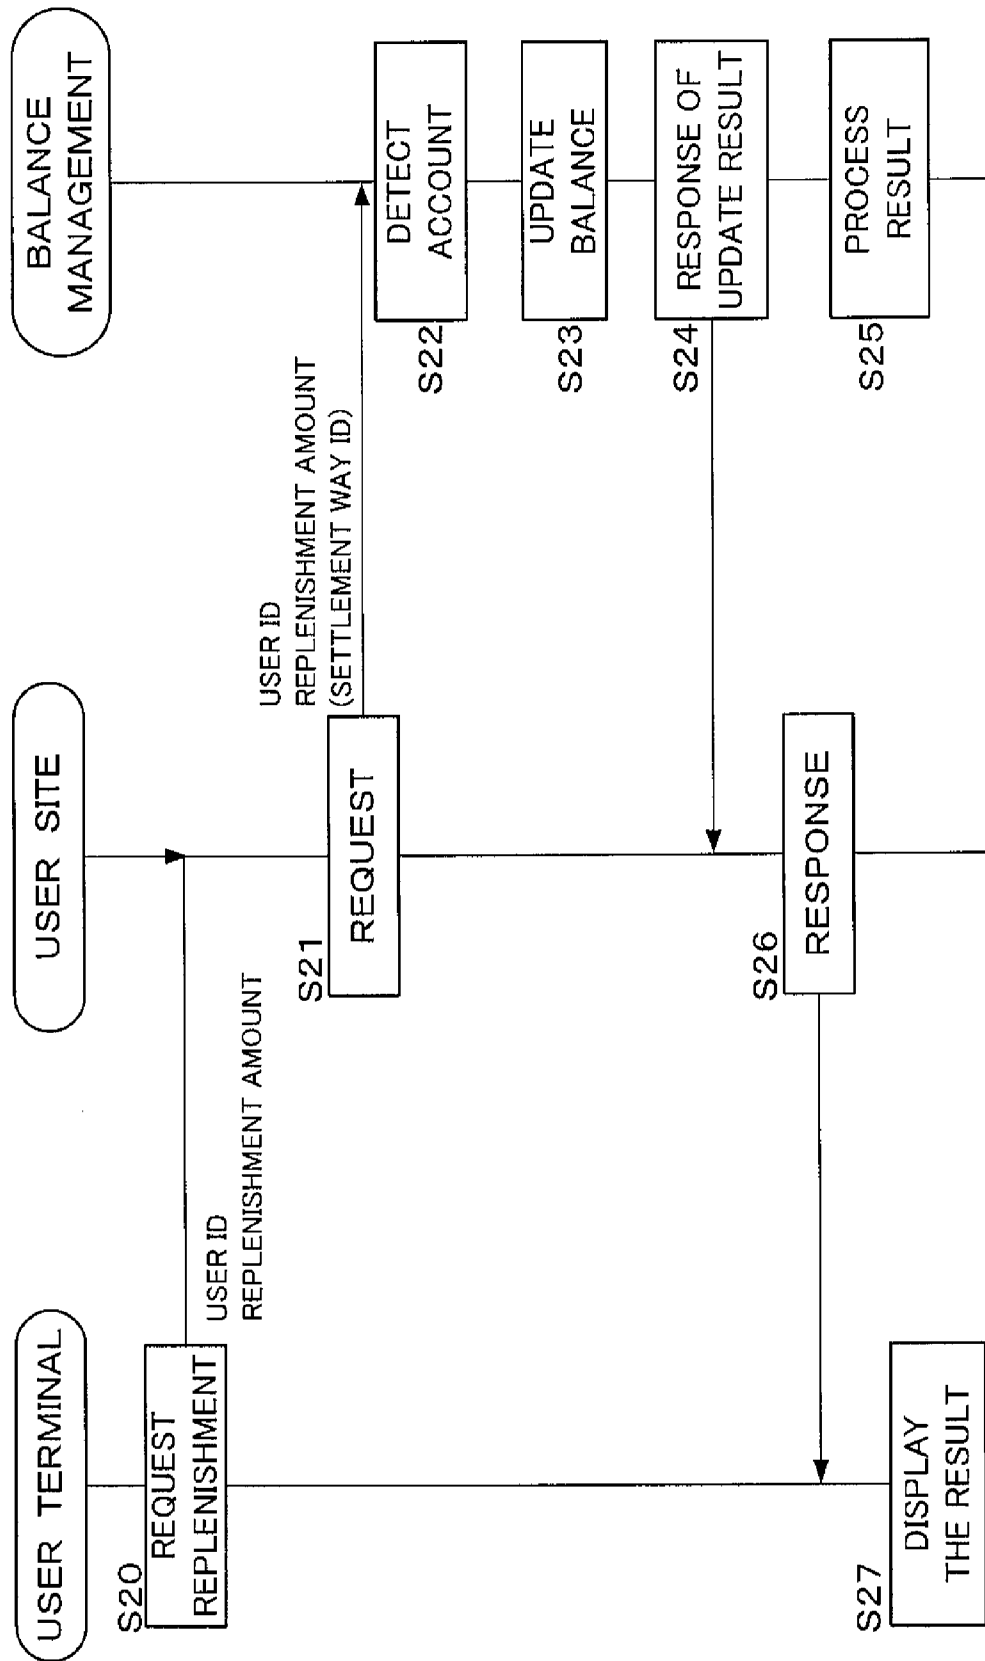 USER TERMINAL
USER SITE
BALANCE
MANAGEMENT
S20
REQUEST
REPLENISHMENT
USER ID
REPLENISHMENT AMOUNT
S21
REQUEST
USER ID
REPLENISHMENT AMOUNT
(SETTLEMENT WAY ID)
DETECT
ACCOUNT
S22
UPDATE
BALANCE
S23
RESPONSE OF
UPDATE RESULT
S24
PROCESS
RESULT
S25
S26
RESPONSE
S27
DISPLAY
THE RESULT